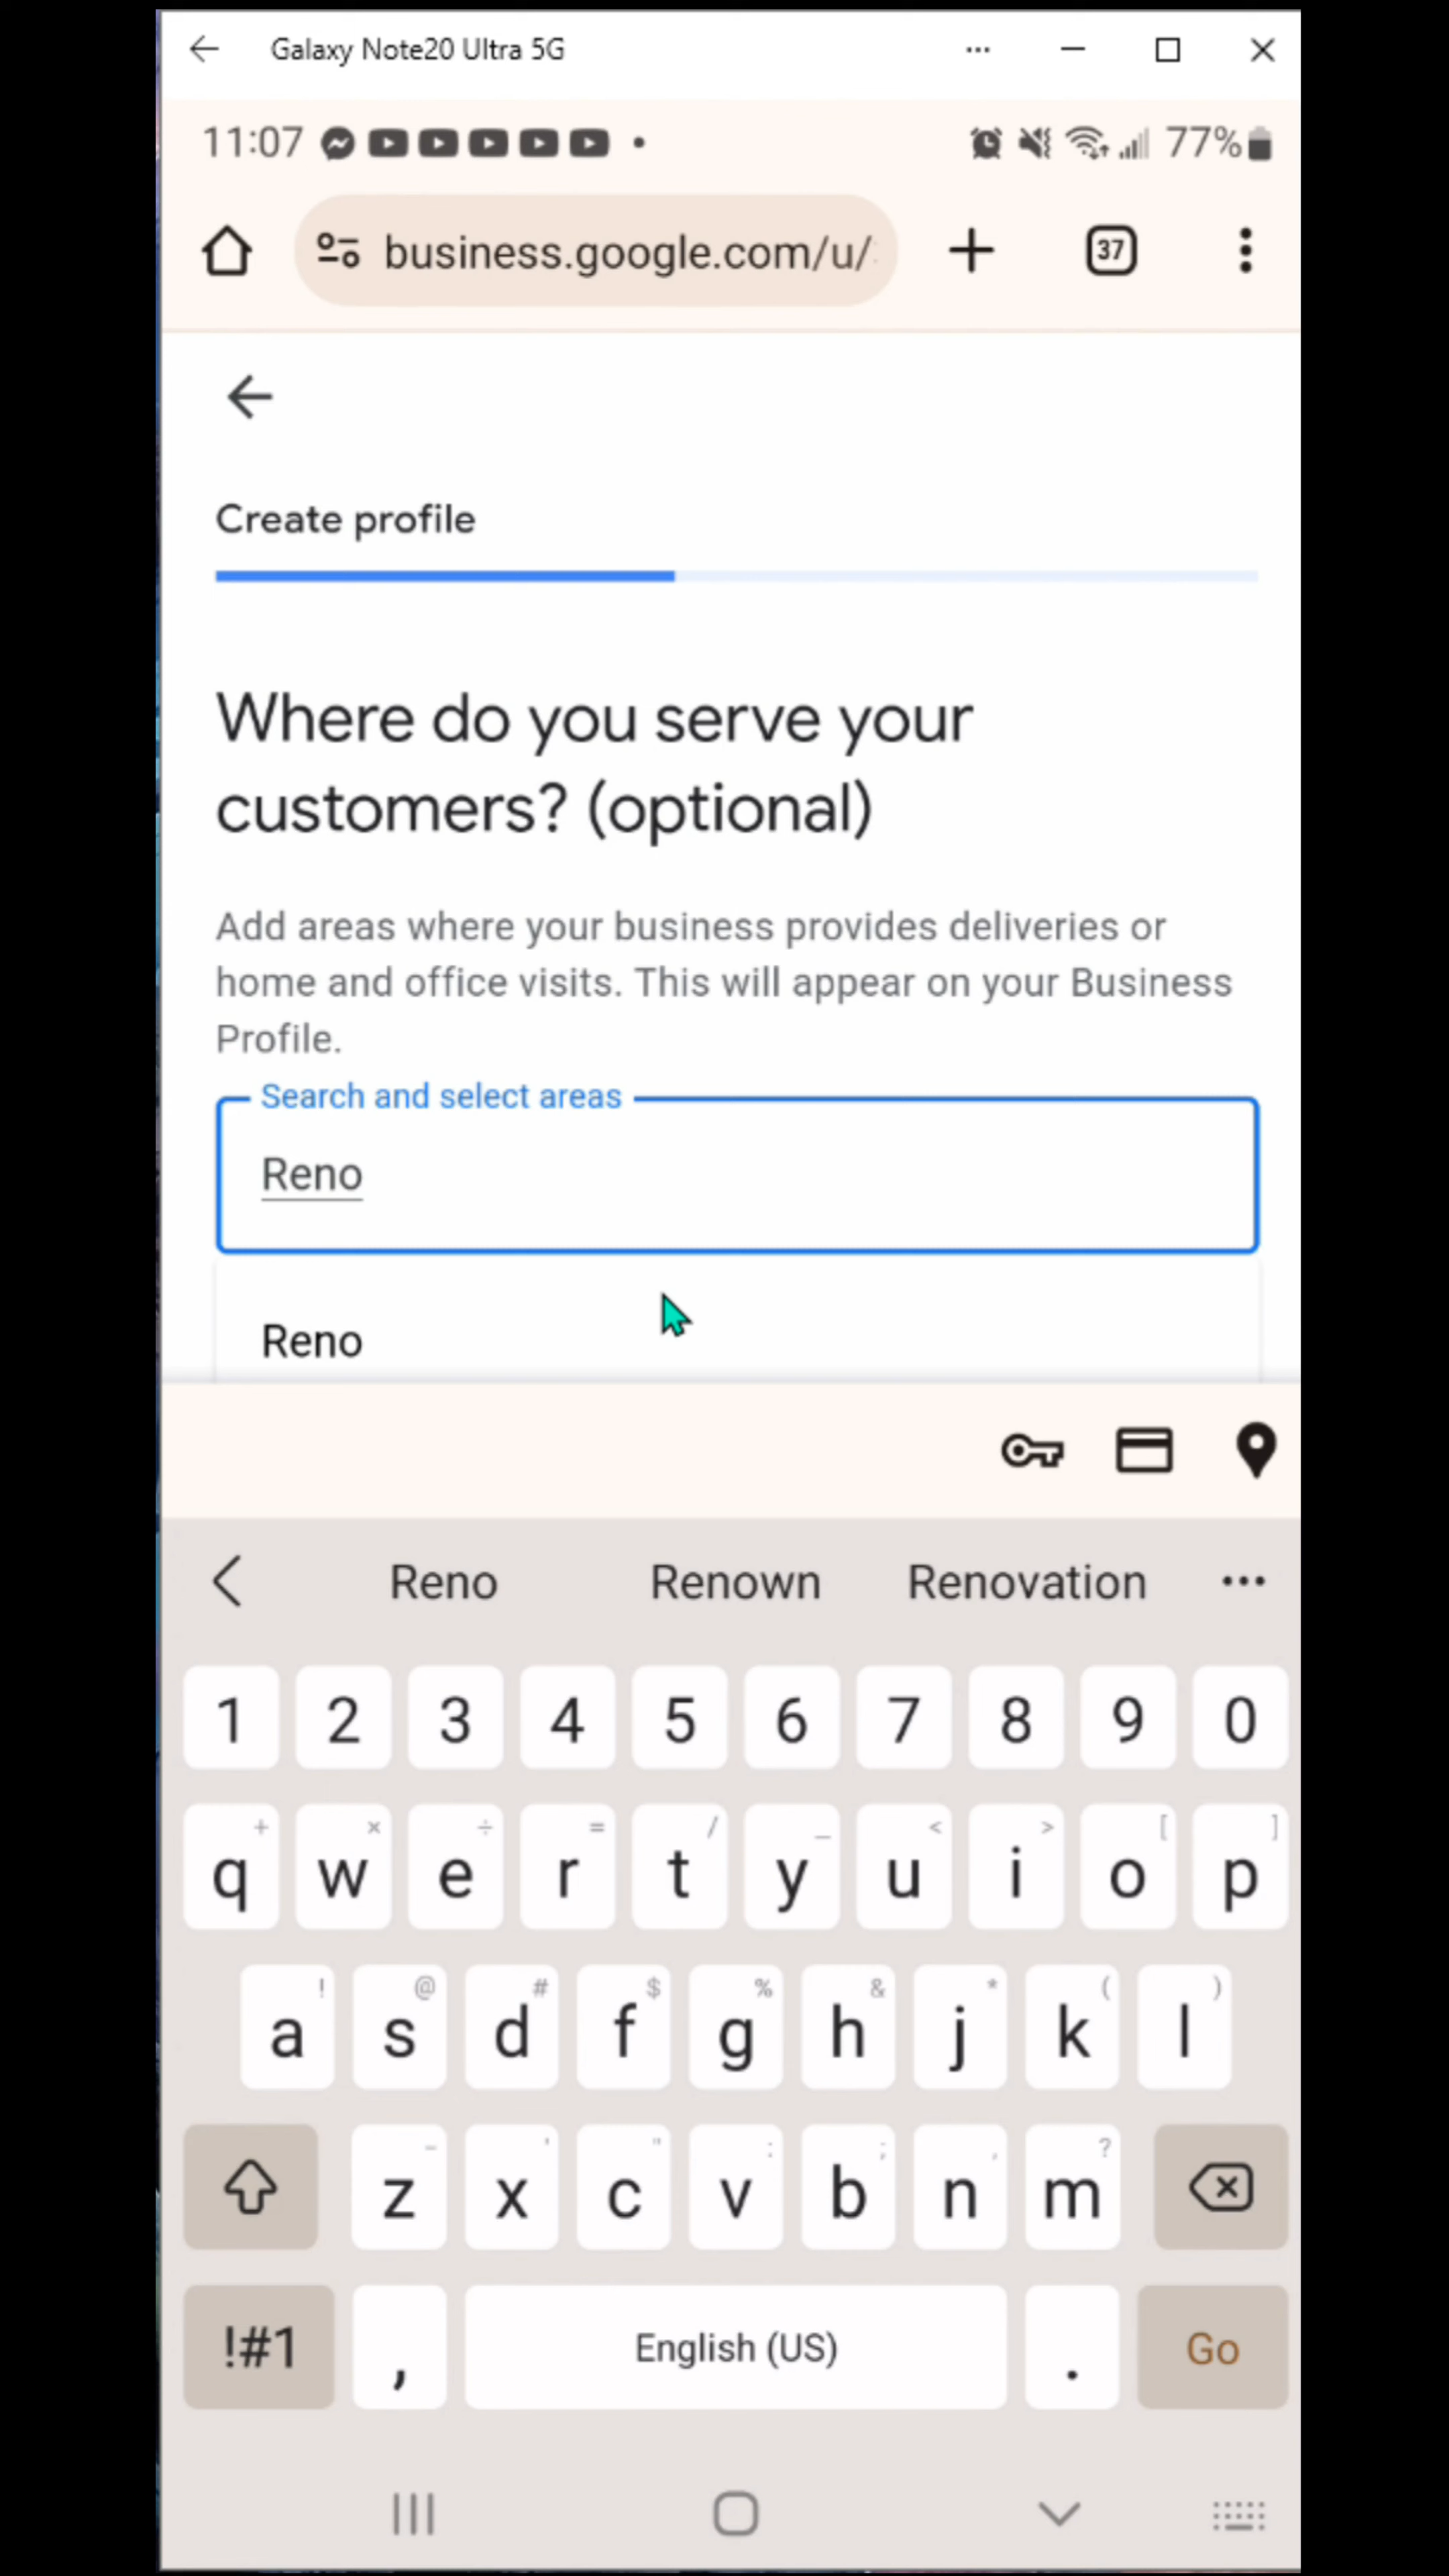 Galaxy Note20 Ultra 5G
11:07 77%
business.google.com/u/
37
Create profile
Where do you serve your
customers? (optional)
Add areas where your business provides deliveries or
home and office visits. This will appear on your Business
Profile.
Search and select areas
Reno
Reno
Reno Renown Renovation
1 2 3 4 5 6 7 8 9 0
+ × ÷ = / _ < > [ ]
q w e r t y u i o p
! @ # $ % & * ( )
a s d f g h j k l
- ' " : ; , ?
z x c v b n m
!#1 , English (US) . Go